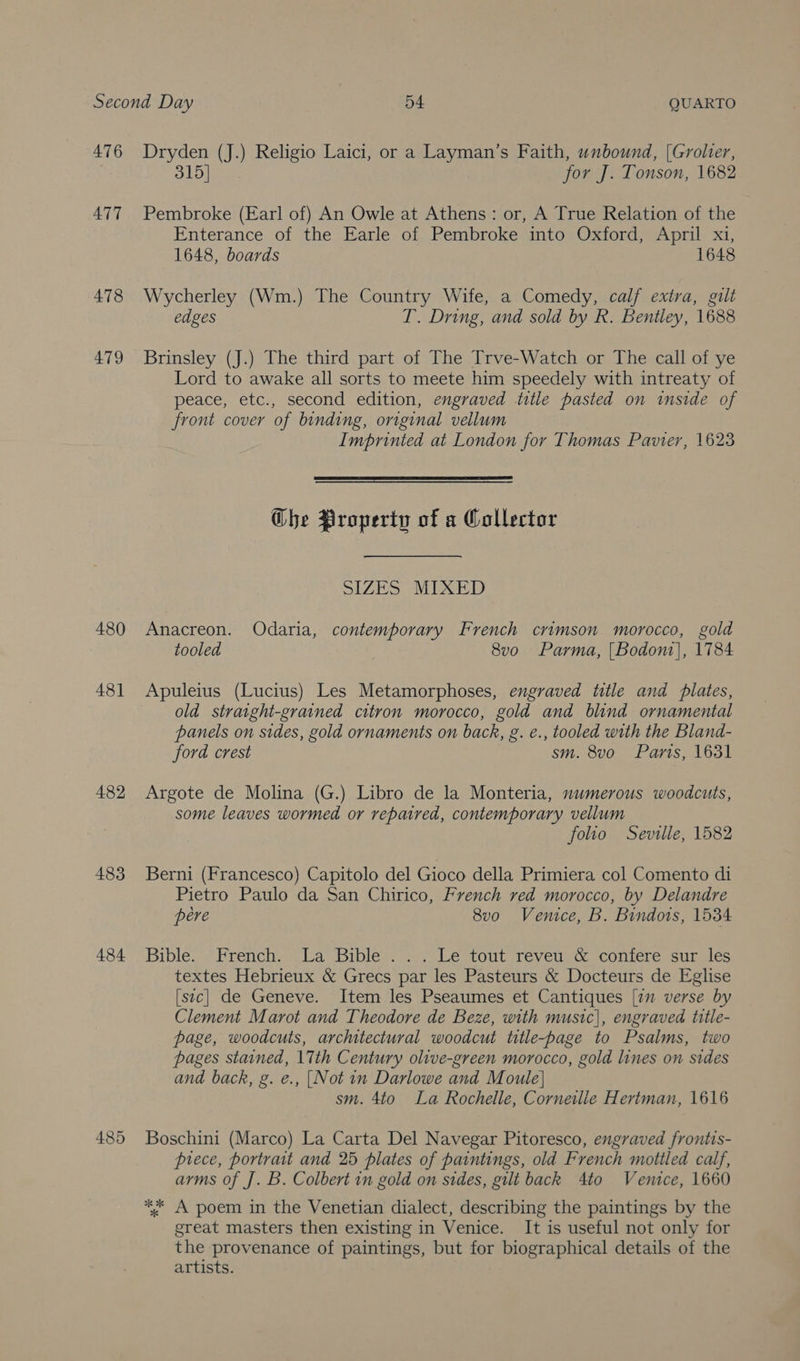 Second Day 54 QUARTO
476 Dryden (J.) Religio Laici, or a Layman's Faith, unbound, [Grolier,
315] for J. Tonson, 1682
477 Pembroke (Earl of) An Owle at Athens : or, A True Relation of the
Enterance of the Earle of Pembroke into Oxford, April xi,
1648, boards 1648
478 Wycherley (Wm.) The Country Wife, a Comedy, calf extra, gilt
edges T. Dring, and sold by R. Bentley, 1688
479 Brinsley (J.) The third part of The Trve-Watch or The call of ye
Lord to awake all sorts to meete him speedely with intreaty of
peace, etc., second edition, engraved title pasted on inside of
front cover of binding, original vellum
Imprinted at London for Thomas Pavier, 1623
The Property of a Collector
SIZES MIXED
480 Anacreon. Odaria, contemporary French crimson morocco, gold
tooled 8vo Parma, [Bodoni], 1784
481 Apuleius (Lucius) Les Metamorphoses, engraved title and plates,
old straight-grained citron morocco, gold and blind ornamental
panels on sides, gold ornaments on back, g. e., tooled with the Bland-
ford crest sm. 8vo Paris, 1631
482 Argote de Molina (G.) Libro de la Monteria, numerous woodcuts,
some leaves wormed or repaired, contemporary vellum
folio Seville, 1582
483 Berni (Francesco) Capitolo del Gioco della Primiera col Comento di
Pietro Paulo da San Chirico, French red morocco, by Delandre
père 8vo Venice, B. Bindois, 1534
484 Bible. French. La Bible . . . Le tout reveu & confere sur les
textes Hebrieux & Grecs par les Pasteurs & Docteurs de Eglise
[sic] de Geneve. Item les Pseaumes et Cantiques [in verse by
Clement Marot and Theodore de Beze, with music], engraved title-
page, woodcuts, architectural woodcut title-page to Psalms, two
pages stained, 17th Century olive-green morocco, gold lines on sides
and back, g. e., [Not in Darlowe and Moule]
sm. 4to La Rochelle, Corneille Hertman, 1616
485 Boschini (Marco) La Carta Del Navegar Pitoresco, engraved frontis-
piece, portrait and 25 plates of paintings, old French mottled calf,
arms of J. B. Colbert in gold on sides, gilt back 4to Venice, 1660
*** A poem in the Venetian dialect, describing the paintings by the
great masters then existing in Venice. It is useful not only for
the provenance of paintings, but for biographical details of the
artists.